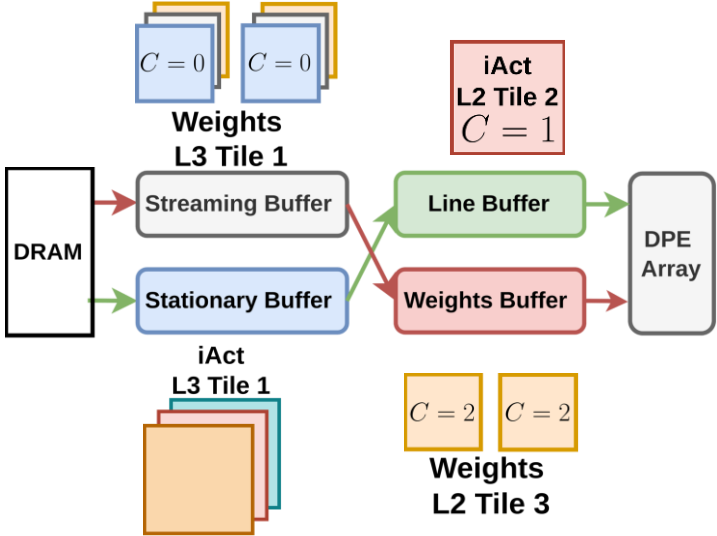 C = 0
C = 0
Weights
L3 Tile 1
iAct
L2 Tile 2
C = 1
DRAM
Streaming Buffer
Line Buffer
Stationary Buffer
Weights Buffer
DPE
Array
iAct
L3 Tile 1
C = 2
C = 2
Weights
L2 Tile 3